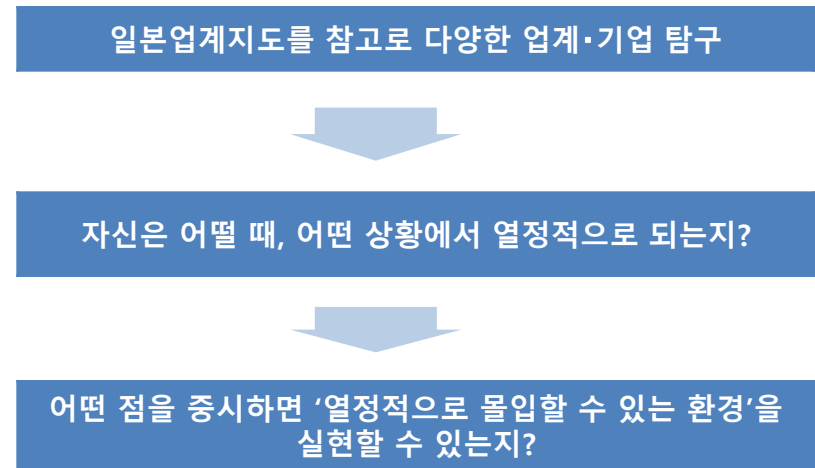 일본업계지도를 참고로 다양한 업계·기업 탐구
자신은 어떨 때, 어떤 상황에서 열정적으로 되는지?
어떤 점을 중시하면 ‘열정적으로 몰입할 수 있는 환경’을
실현할 수 있는지?